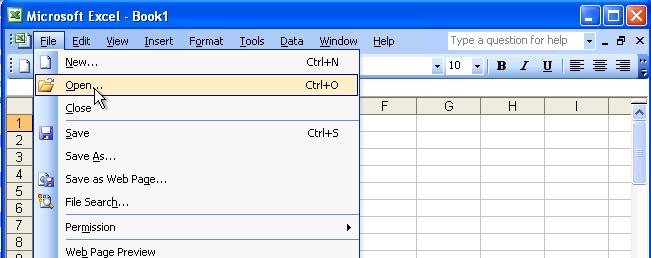 Microsoft Excel - Book1
File Edit View Insert Format Tools Data Window Help Type a question for help
New... Ctrl+N 10 B I U
Open... Ctrl+O
Close F G H I
1
Save Ctrl+S
2
Save As... 3
4
Save as Web Page...
5
File Search... 6
7
Permission
8
Web Page Preview
9